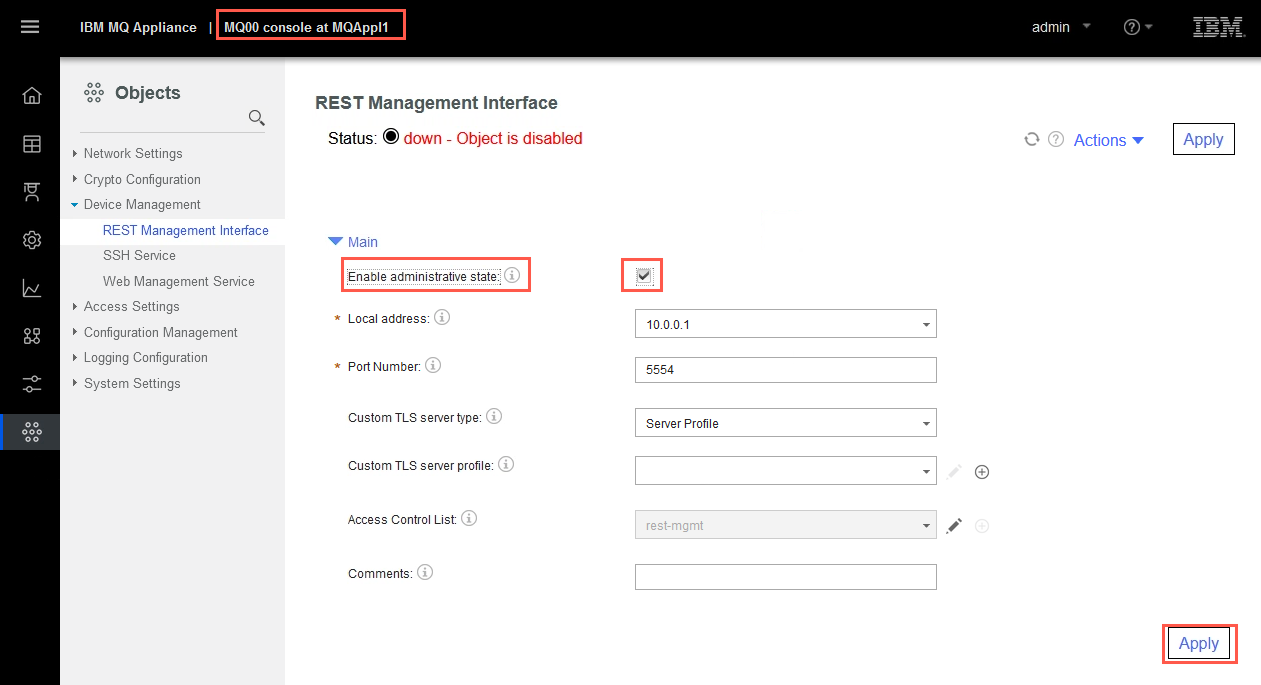 IBM MQ Appliance | MQ00 console at MQAppl1
admin
IBM
Objects
Network Settings
Crypto Configuration
Device Management
REST Management Interface
SSH Service
Web Management Service
Access Settings
Configuration Management
Logging Configuration
System Settings
REST Management Interface
Status: down - Object is disabled
Actions
Apply
Main
Enable administrative state:
* Local address: 10.0.0.1
* Port Number: 5554
Custom TLS server type: Server Profile
Custom TLS server profile:
Access Control List: rest-mgmt
Comments:
Apply